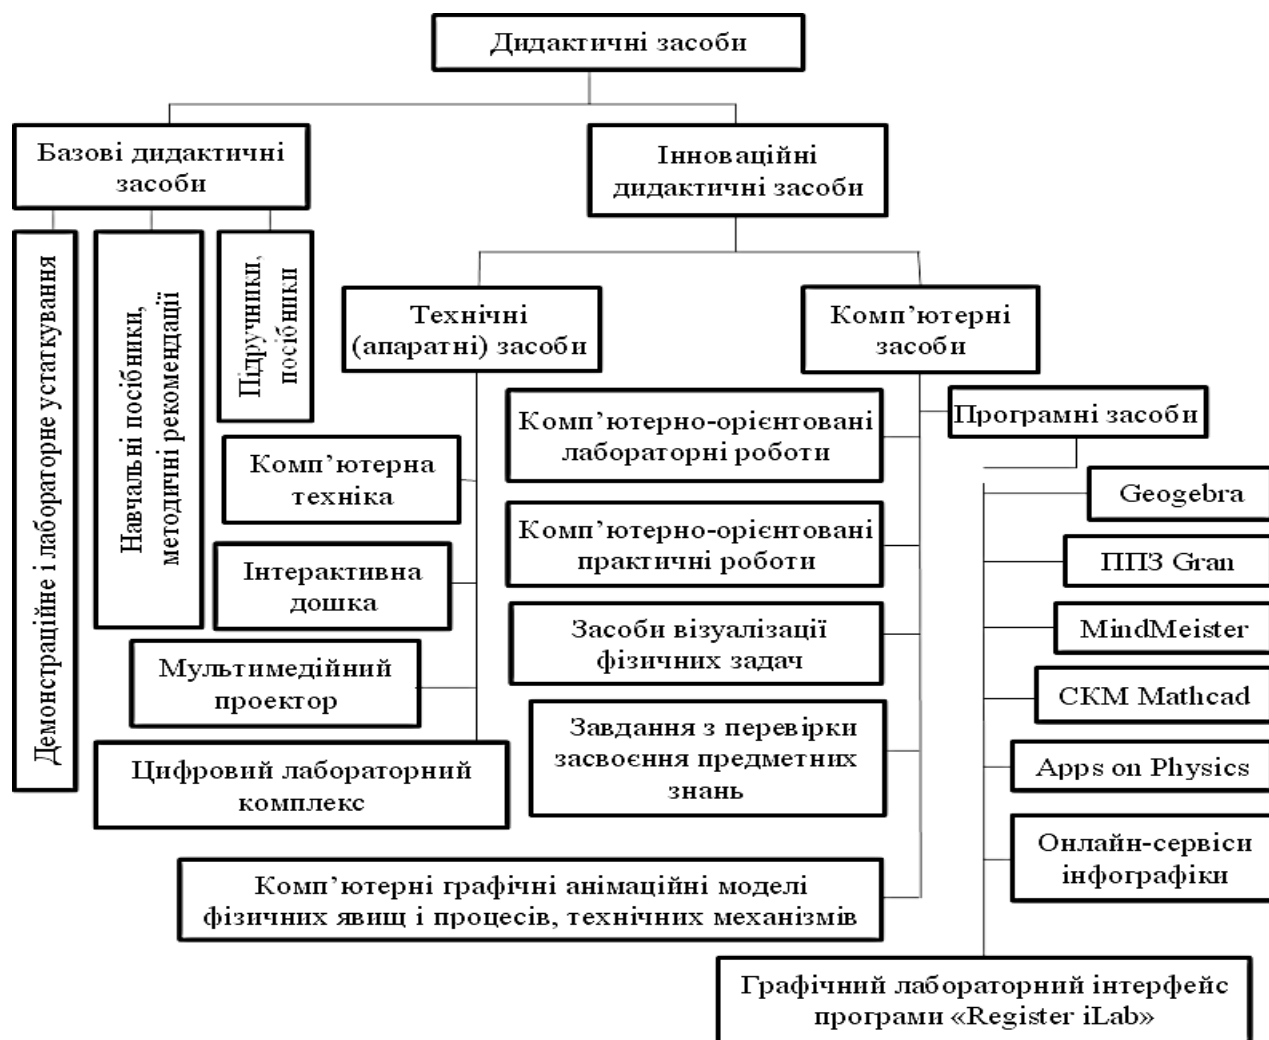 Дидактичні засоби
Базові дидактичні
засоби
Інноваційні
дидактичні засоби
Демонстраційне і лабораторне устаткування
Навчальні посібники,
методичні рекомендації
Підручники,
посібники
Технічні
(апаратні) засоби
Комп’ютерні
засоби
Комп’ютерна
техніка
Інтерактивна
дошка
Мультимедійний
проектор
Цифровий лабораторний
комплекс
Комп’ютерно-орієнтовані
лабораторні роботи
Комп’ютерно-орієнтовані
практичні роботи
Засоби візуалізації
фізичних задач
Завдання з перевірки
засвоєння предметних
знань
Комп’ютерні графічні анімаційні моделі
фізичних явищ і процесів, технічних механізмів
Програмні засоби
Geogebra
ППЗ Gran
MindMeister
СКМ Mathcad
Apps on Physics
Онлайн-сервіси
інфографіки
Графічний лабораторний інтерфейс
програми «Register iLab»